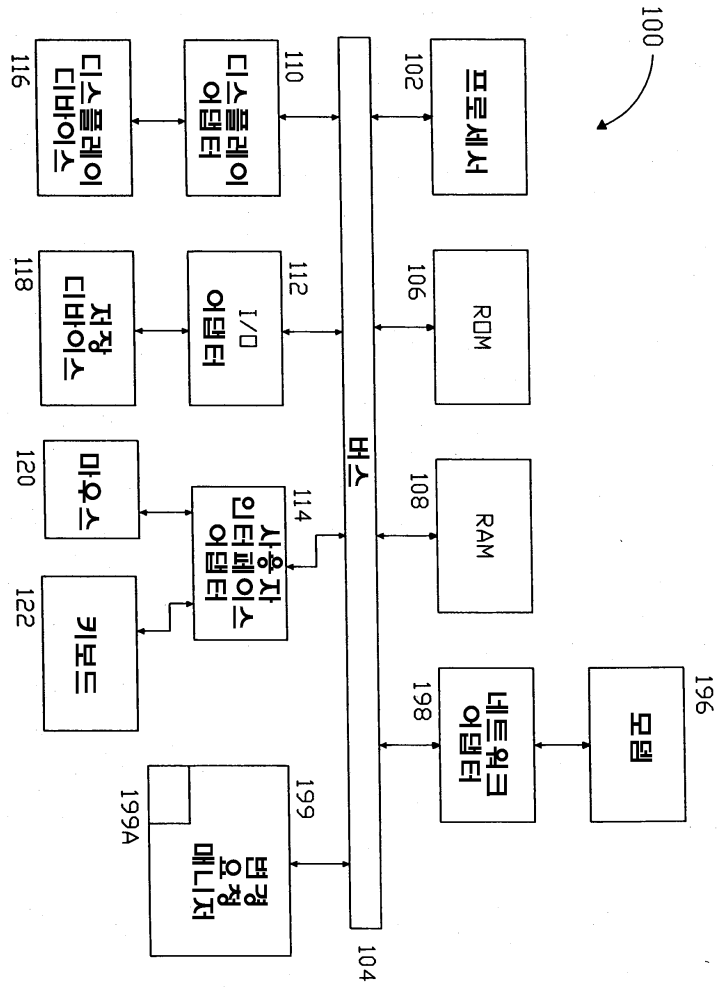 196
100
모뎀
프로세서
ROM
RAM
네트워크
어댑터
102
106
108
198
104
버스
110
112
114
199
디스플레이
어댑터
I/O
어댑터
사용자
인터페이스
어댑터
변경
요청
매니저
199A
디스플레이
디바이스
저장
디바이스
마우스
키보드
116
118
120
122